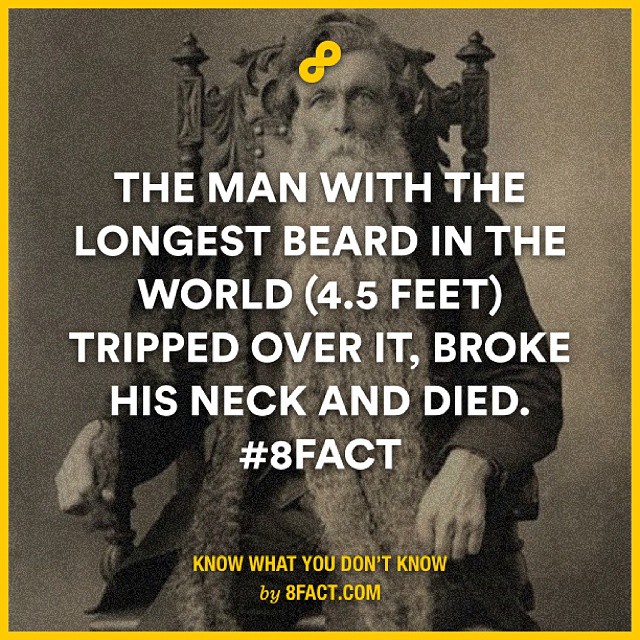 THE MAN WITH THE
LONGEST BEARD IN THE
WORLD (4.5 FEET)
TRIPPED OVER IT, BROKE
HIS NECK AND DIED.
#8FACT
KNOW WHAT YOU DON'T KNOW
by 8FACT.COM